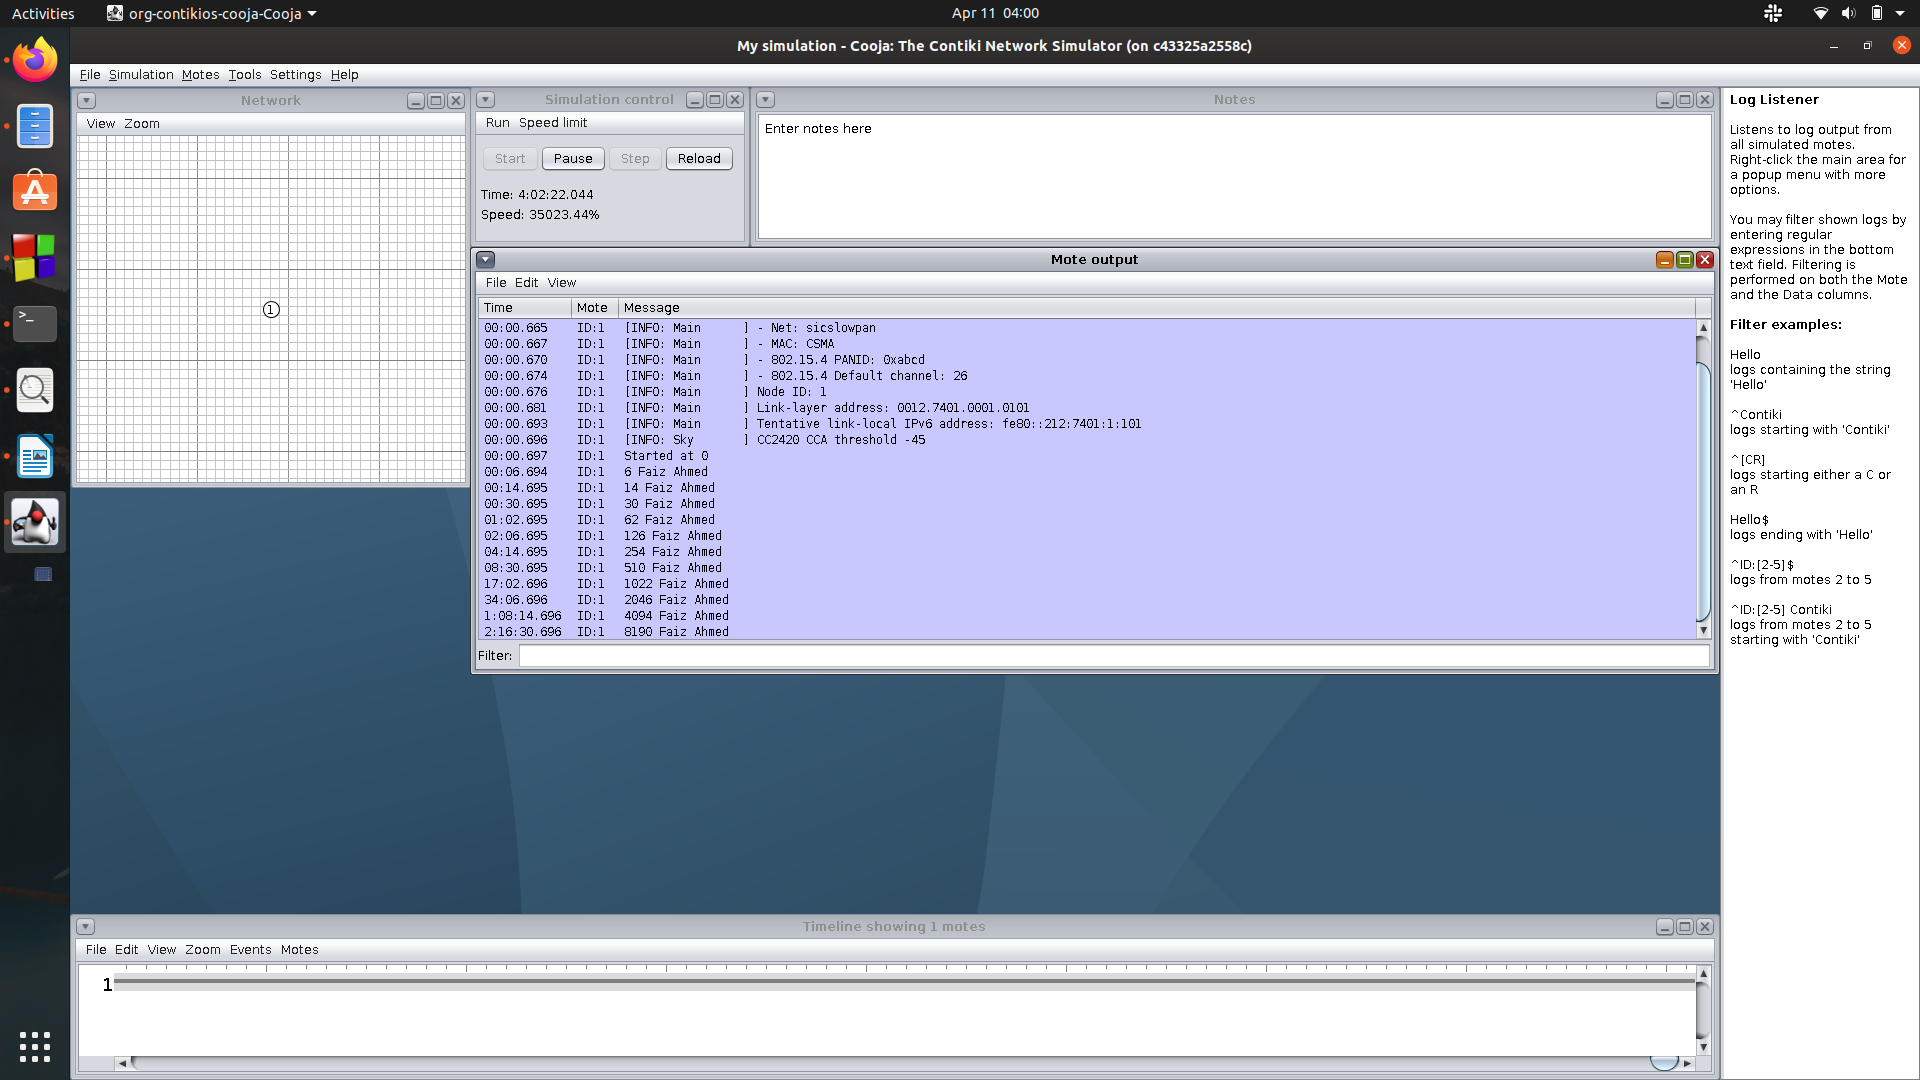 Activities org-contikios-cooja-Cooja Apr 11 04:00
My simulation - Cooja: The Contiki Network Simulator (on c43325a2558c)
File Simulation Motes Tools Settings Help
Network
View Zoom
1
Simulation control
Run Speed limit
Start Pause Step Reload
Time: 4:02:22.044
Speed: 35023.44%
Notes
Enter notes here
Mote output
File Edit View
Time Mote Message
00:00.665 ID:1 [INFO: Main ] - Net: sicslowpan
00:00.667 ID:1 [INFO: Main ] - MAC: CSMA
00:00.670 ID:1 [INFO: Main ] - 802.15.4 PANID: 0xabcd
00:00.674 ID:1 [INFO: Main ] - 802.15.4 Default channel: 26
00:00.676 ID:1 [INFO: Main ] Node ID: 1
00:00.681 ID:1 [INFO: Main ] Link-layer address: 0012.7401.0001.0101
00:00.693 ID:1 [INFO: Main ] Tentative link-local IPv6 address: fe80::212:7401:1:101
00:00.696 ID:1 [INFO: Sky ] CC2420 CCA threshold -45
00:00.697 ID:1 Started at 0
00:06.694 ID:1 6 Faiz Ahmed
00:14.695 ID:1 14 Faiz Ahmed
00:30.695 ID:1 30 Faiz Ahmed
01:02.695 ID:1 62 Faiz Ahmed
02:06.695 ID:1 126 Faiz Ahmed
04:14.695 ID:1 254 Faiz Ahmed
08:30.695 ID:1 510 Faiz Ahmed
17:02.696 ID:1 1022 Faiz Ahmed
34:06.696 ID:1 2046 Faiz Ahmed
1:08:14.696 ID:1 4094 Faiz Ahmed
2:16:30.696 ID:1 8190 Faiz Ahmed
Filter:
Log Listener
Listens to log output from
all simulated motes.
Right-click the main area for
a popup menu with more
options.
You may filter shown logs by
entering regular
expressions in the bottom
text field. Filtering is
performed on both the Mote
and the Data columns.
Filter examples:
Hello
logs containing the string
'Hello'
^Contiki
logs starting with 'Contiki'
^[CR]
logs starting either a C or
an R
Hello$
logs ending with 'Hello'
^ID:[2-5]$
logs from motes 2 to 5
^ID:[2-5] Contiki
logs from motes 2 to 5
starting with 'Contiki'
Timeline showing 1 motes
File Edit View Zoom Events Motes
1